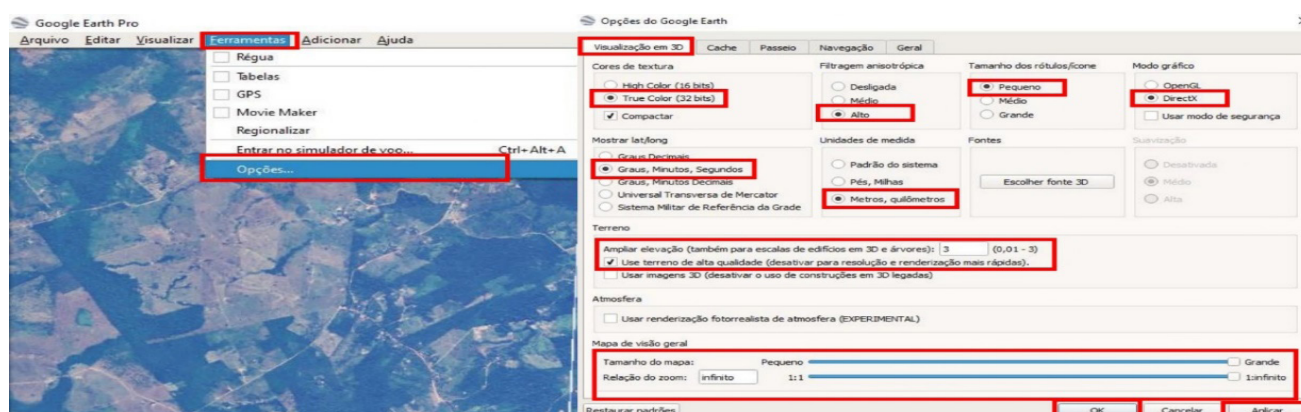 Google Earth Pro
Arquivo Editar Visualizar Ferramentas Adicionar Ajuda
Régua
Tabelas
GPS
Movie Maker
Regionalizar
Entrar no simulador de voo... Ctrl+Alt+A
Opções...
Opções do Google Earth
Visualização em 3D Cache Passeio Navegação Geral
Cores de textura
High Color (16 bits)
True Color (32 bits)
Compactar
Filtragem anisotrópica
Desligada
Médio
Alto
Tamanho dos rótulos/ícone
Pequeno
Médio
Grande
Modo gráfico
OpenGL
DirectX
Usar modo de segurança
Mostrar lat/long
Graus Decimais
Graus, Minutos, Segundos
Graus, Minutos Decimais
Universal Transversa de Mercator
Sistema Militar de Referência da Grade
Unidades de medida
Padrão do sistema
Pés, Milhas
Metros, quilômetros
Fontes
Escolher fonte 3D
Suavização
Desativada
Médio
Alta
Terreno
Ampliar elevação (também para escalas de edifícios em 3D e árvores): 3 (0,01 - 3)
Use terreno de alta qualidade (desativar para resolução e renderização mais rápidas).
Usar imagens 3D (desativar o uso de construções em 3D legadas)
Atmosfera
Usar renderização fotorrealista de atmosfera (EXPERIMENTAL)
Mapa de visão geral
Tamanho do mapa: Pequeno Grande
Relação do zoom: infinito 1:1 1:infinito
Restaurar padrões OK Cancelar Aplicar